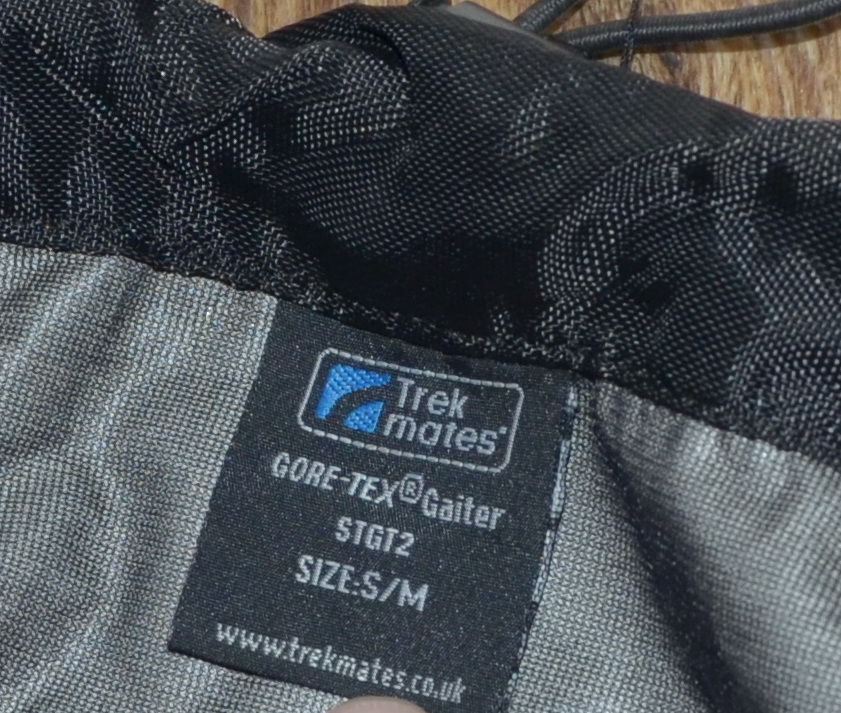 Trek
mates
GORE-TEX® Gaiter
STGT2
SIZE:S/M
www.trekmates.co.uk